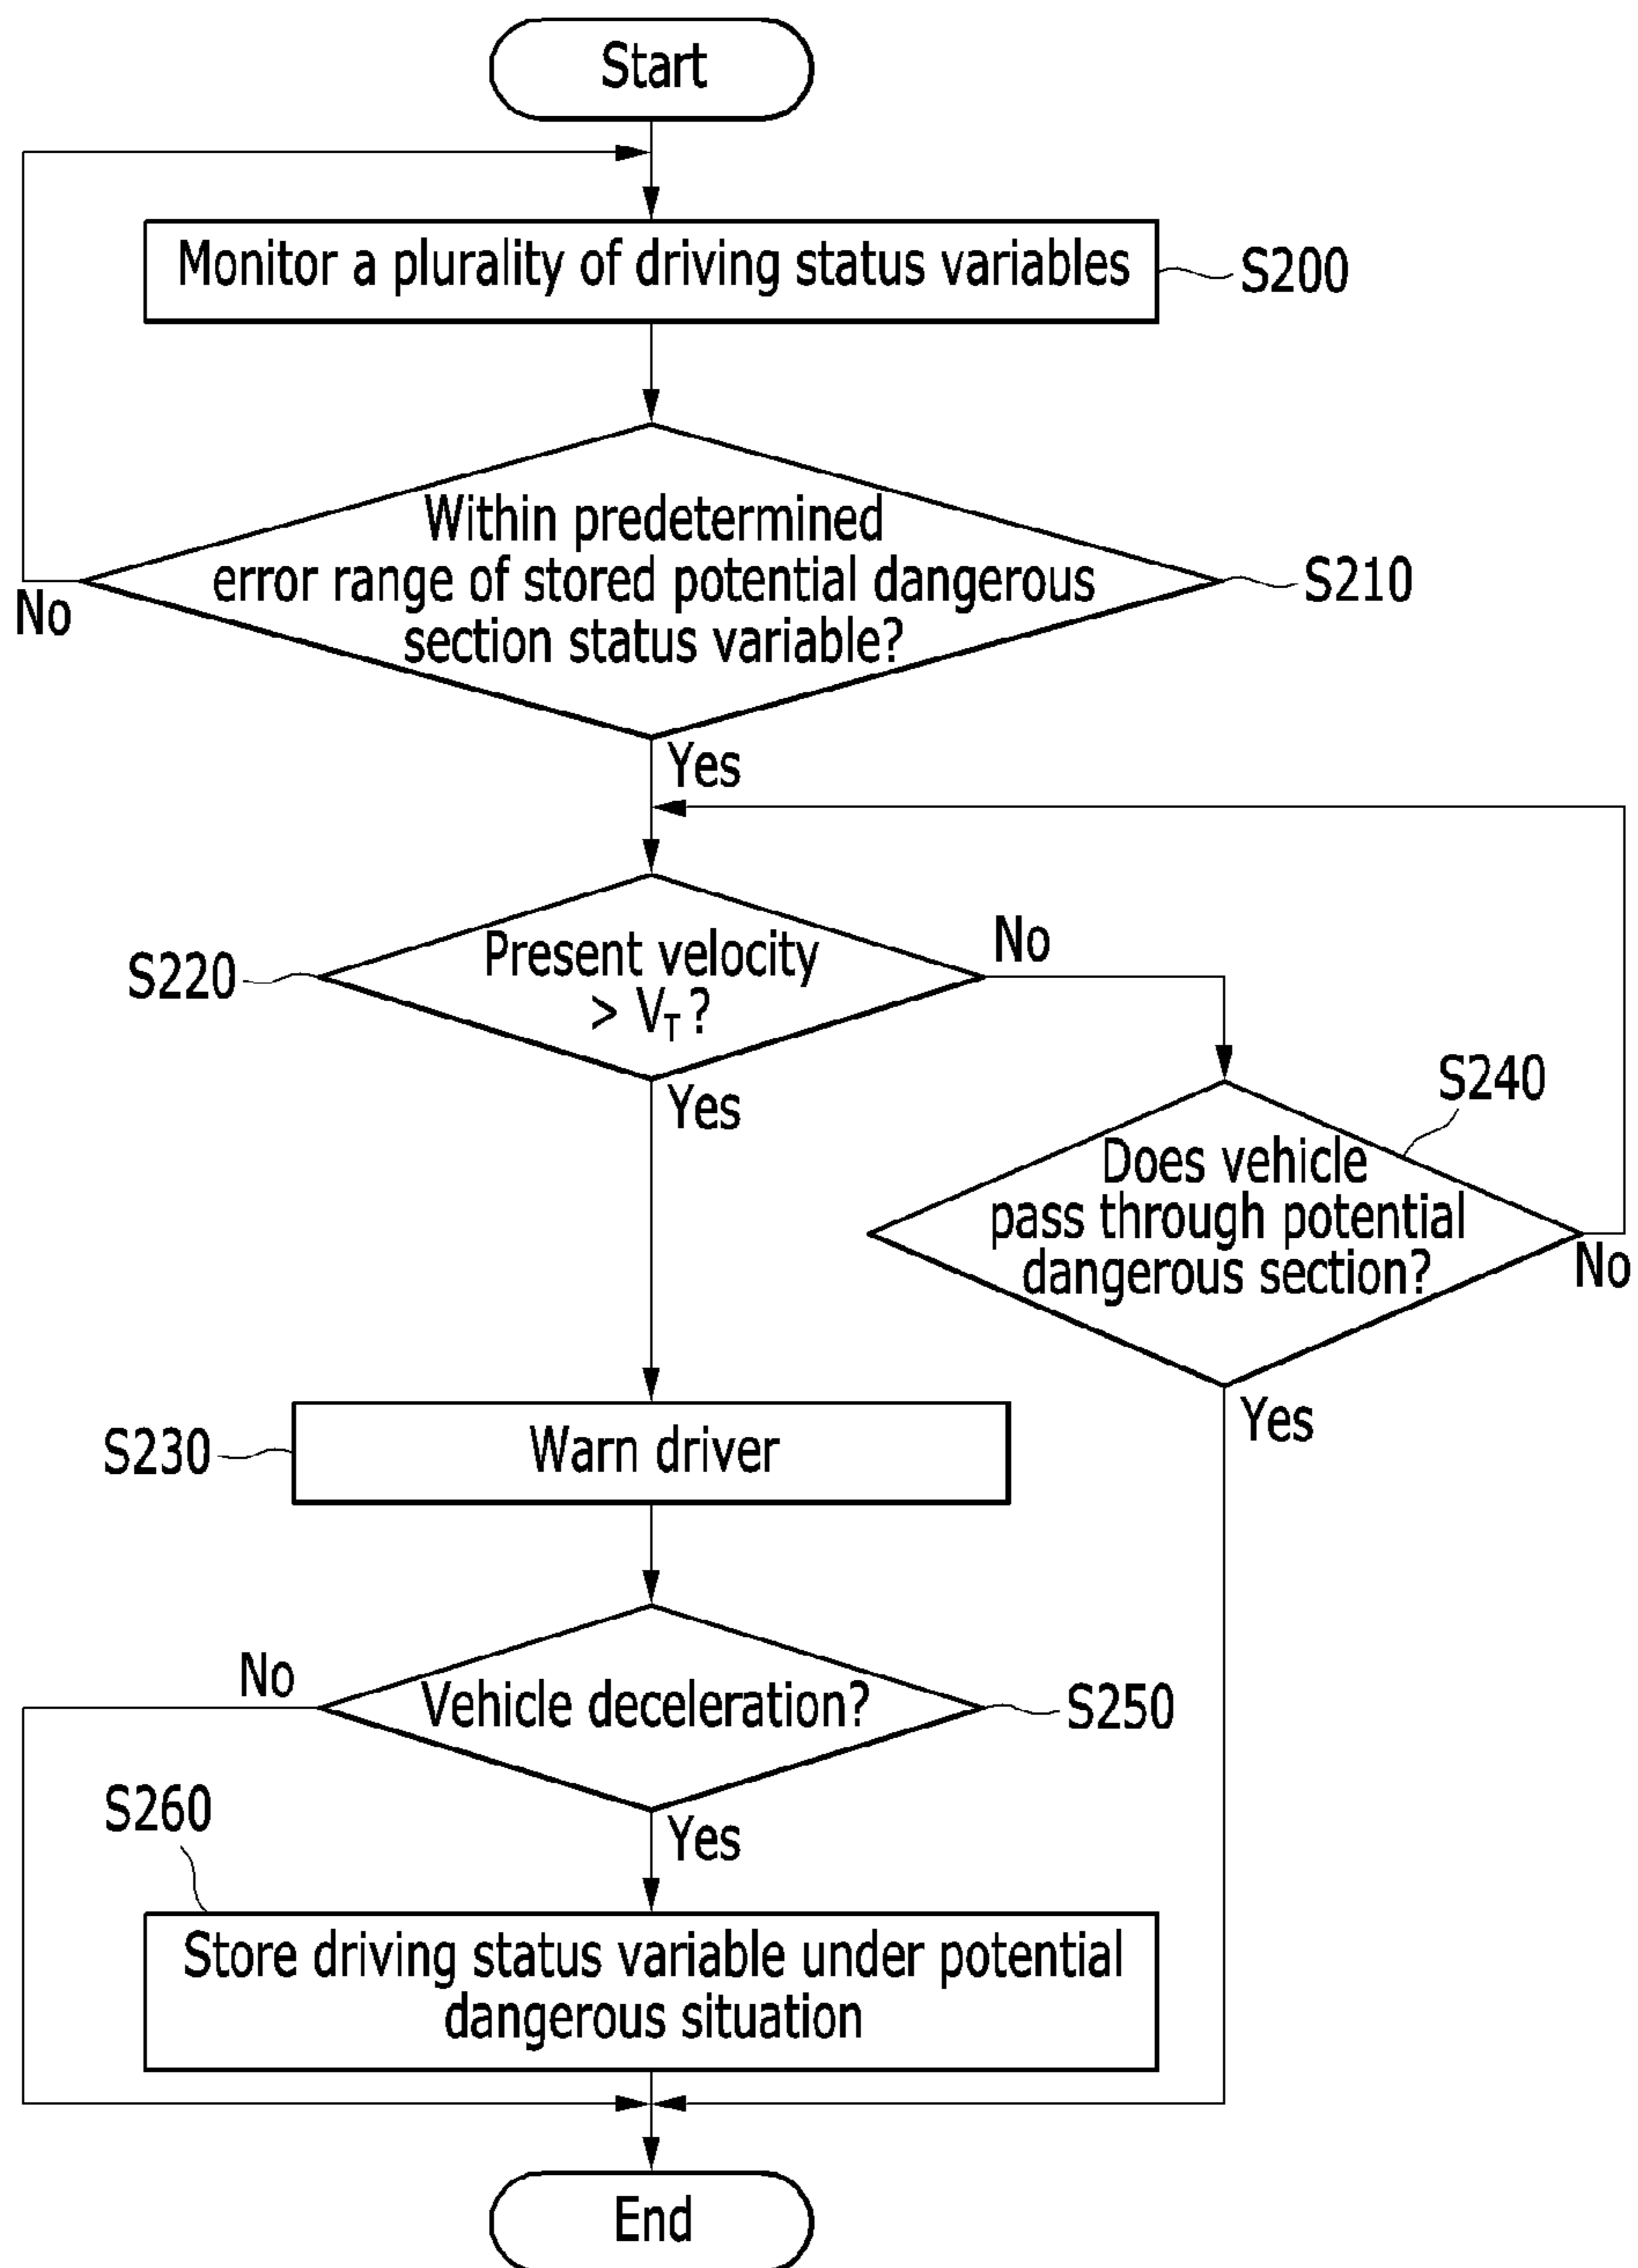 Start
Monitor a plurality of driving status variables
S200
Within predetermined
error range of stored potential dangerous
section status variable?
S210
No
Yes
Present velocity
> V_T ?
S220
No
Yes
S240
Does vehicle
pass through potential
dangerous section?
No
Yes
S230
Warn driver
No
Vehicle deceleration?
S250
S260
Yes
Store driving status variable under potential
dangerous situation
End